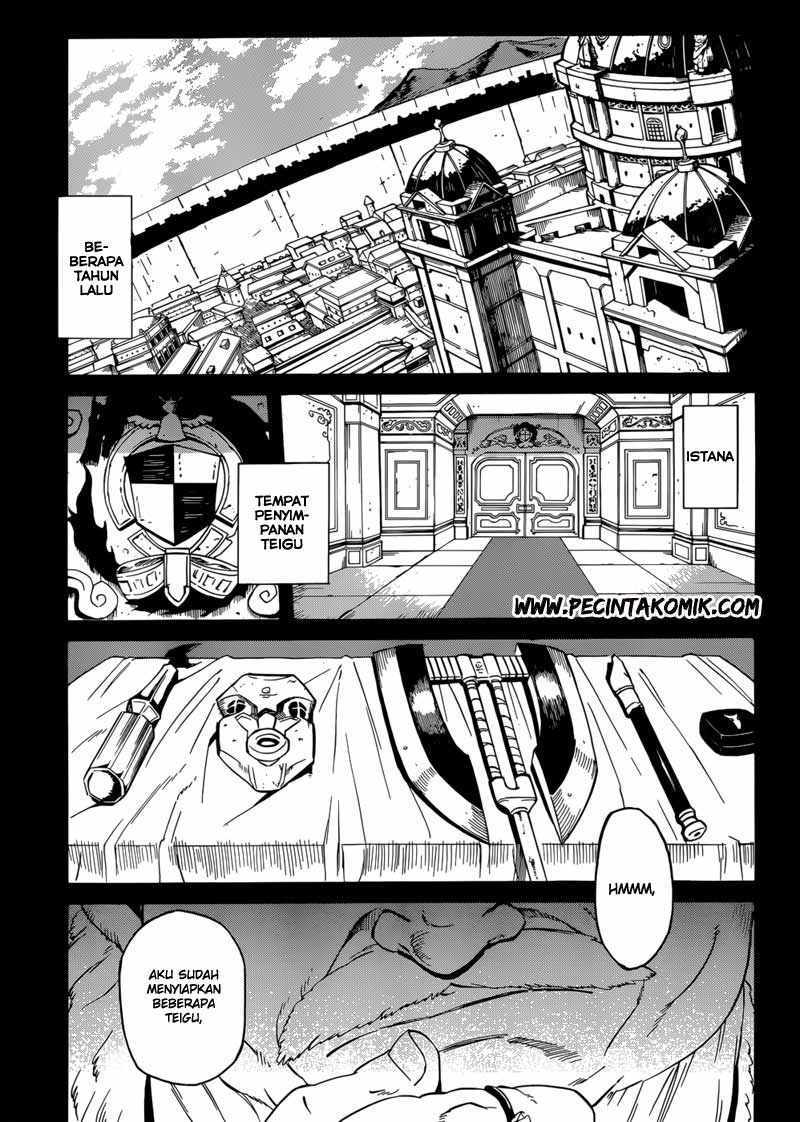 BE-
BERAPA
TAHUN
LALU
ISTANA
TEMPAT
PENYIM-
PANAN
TEIGU
WWW.PECINTAKOMIK.COM
HMMM,
AKU SUDAH
MENYIAPKAN
BEBERAPA
TEIGU,